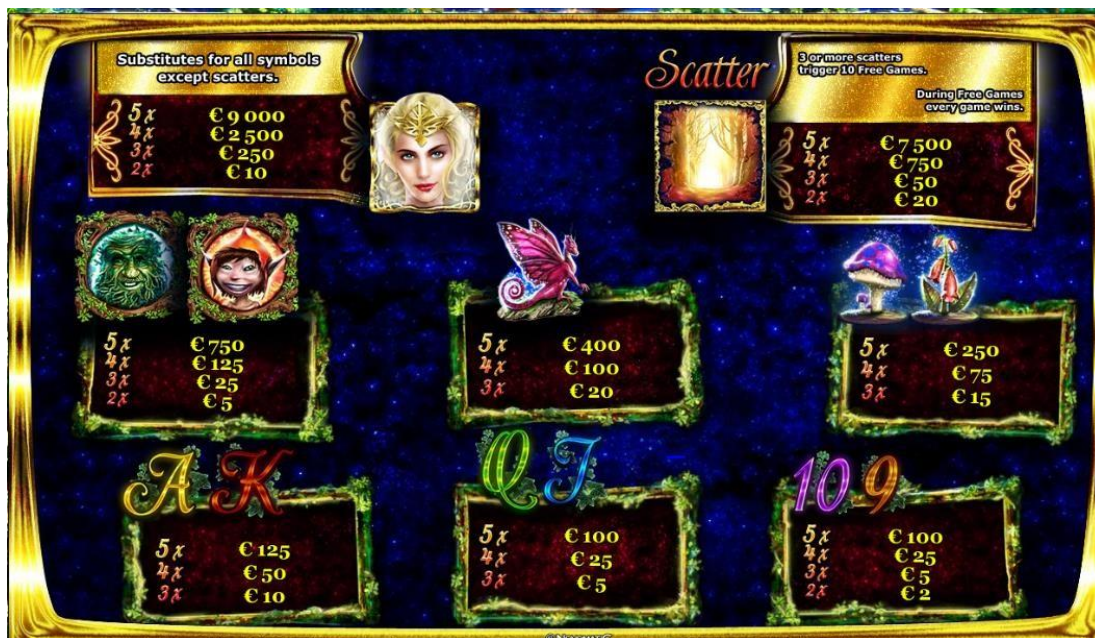 Substitutes for all symbols
except scatters.
5x €9 000
4x €2 500
3x €250
2x €10
Scatter
3 or more scatters
trigger 10 Free Games.
During Free Games
every game wins.
5x €7 500
4x €750
3x €50
2x €20
5x €750
4x €125
3x €25
2x €5
5x €400
4x €100
3x €20
5x €250
4x €75
3x €15
A K
5x €125
4x €50
3x €10
Q J
5x €100
4x €25
3x €5
10 9
5x €100
4x €25
3x €5
2x €2